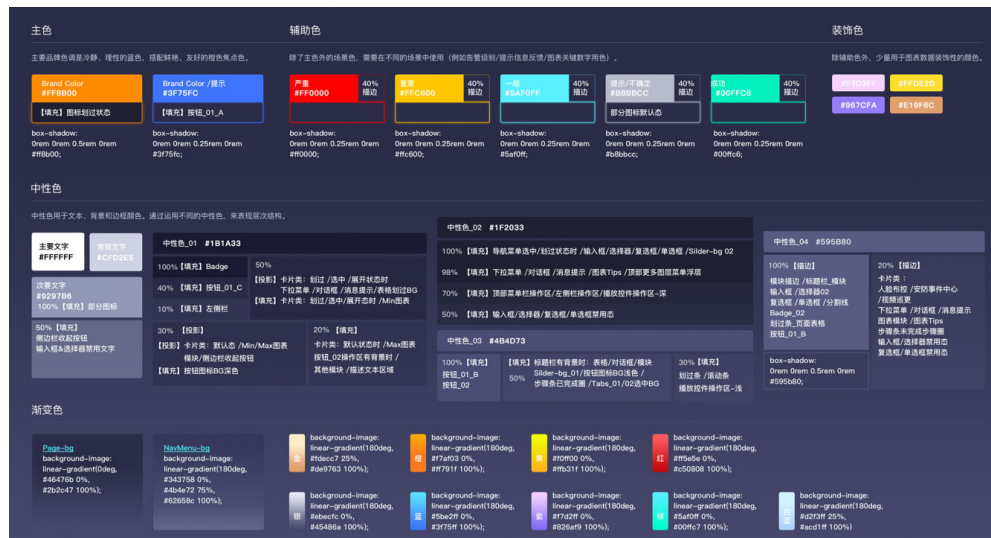 主色
主要品牌色调是冷静、理性的蓝色，搭配鲜艳、友好的橙色焦点色。
Brand Color
#FF8B00
【填充】图标划过状态
box-shadow:
0rem 0rem 0.5rem 0rem
#ff8b00;
Brand Color /提示
#3F75FC
【填充】按钮_01_A
box-shadow:
0rem 0rem 0.25rem 0rem
#3f75fc;
辅助色
除了主色外的场景色，需要在不同的场景中使用（例如告警级别/提示信息反馈/图表关键数字用色）。
严重
#FF0000
40%
描边
box-shadow:
0rem 0rem 0.25rem 0rem
#ff0000;
重要
#FFC600
40%
描边
box-shadow:
0rem 0rem 0.25rem 0rem
#ffc600;
一般
#5AF0FF
40%
描边
box-shadow:
0rem 0rem 0.25rem 0rem
#5af0ff;
提示/不确定
#B8BBCC
40%
描边
部分图标默认态
box-shadow:
0rem 0rem 0.25rem 0rem
#b8bbcc;
成功
#00FFC6
40%
描边
box-shadow:
0rem 0rem 0.25rem 0rem
#00ffc6;
装饰色
除辅助色外，少量用于图表数据装饰性的颜色。
#F7D2FF
#FFDE2D
#967CFA
#E19F6C
中性色
中性色用于文本、背景和边框颜色。通过运用不同的中性色，来表现层次结构。
主要文字
#FFFFFF
常规文字
#CFD2E5
次要文字
#9297B6
100%【填充】部分图标
50%【填充】
侧边栏收起按钮
输入框&选择器禁用文字
中性色_01 #1B1A33
100%【填充】Badge
40% 【填充】按钮_01_C
10% 【填充】左侧栏
50%
【投影】卡片类：划过 /选中 /展开状态时
下拉菜单 /对话框 /消息提示/表格划过BG
【填充】卡片类：划过 /选中/展开态时 /Min图表
30% 【投影】
【投影】卡片类：默认态 /Min/Max图表
模块/侧边栏收起按钮
【填充】按钮图标BG深色
20% 【填充】
卡片类：默认状态时 /Max图表
按钮_02操作区有背景时 /
其他模块 /描述文本区域
中性色_02 #1F2033
100%【填充】导航菜单选中/划过状态时 /输入框/选择器/复选框/单选框 /Silder-bg 02
98% 【填充】下拉菜单 /对话框 /消息提示 /图表Tips /顶部更多图层菜单浮层
70% 【填充】顶部菜单栏操作区/左侧栏操作区/播放控件操作区-深
50% 【填充】输入框/选择器/复选框/单选框禁用态
中性色_03 #4B4D73
100%【填充】
按钮_01_B
按钮_02
50%
【填充】标题栏有背景时：表格/对话框/模块
Silder-bg_01/按钮图标BG浅色 /
步骤条已完成圈 /Tabs_01/02选中BG
30%【填充】
划过条 /滚动条
播放控件操作区-浅
中性色_04 #595B80
100% 【描边】
模块描边 /标题栏_模块
输入框 /选择器02
复选框 /单选框 /分割线
Badge_02
划过条_页面表格
按钮_01_B
box-shadow:
0rem 0rem 0.5rem 0rem
#595b80;
20%【描边】
卡片类 ：
人脸布控 /安防事件中心
/视频巡更
下拉菜单 /对话框 /消息提示
图表模块 /图表Tips
步骤条未完成步骤圈
输入框/选择器禁用态
复选框/单选框禁用态
渐变色
Page-bg
background-image:
linear-gradient(0deg,
#46476b 0%,
#2b2c47 100%);
NavMenu-bg
background-image:
linear-gradient(180deg,
#343758 0%,
#4b4e72 75%,
#62658c 100%);
金
background-image:
linear-gradient(180deg,
#fdecc7 25%,
#de9763 100%);
橙
background-image:
linear-gradient(180deg,
#f7af03 0%,
#ff791f 100%);
黄
background-image:
linear-gradient(180deg,
#f0ff00 0%,
#ffb31f 100%);
红
background-image:
linear-gradient(180deg,
#ff5e5e 0%,
#c50808 100%);
银
background-image:
linear-gradient(180deg,
#ebecfc 0%,
#45486a 100%);
蓝
background-image:
linear-gradient(180deg,
#5be2ff 0%,
#3f75ff 100%);
紫
background-image:
linear-gradient(180deg,
#f7d2ff 0%,
#826af9 100%);
绿
background-image:
linear-gradient(180deg,
#5af0ff 0%,
#00ffc7 100%);
background-image:
linear-gradient(180deg,
#d2f3ff 25%,
#acd1ff 100%)